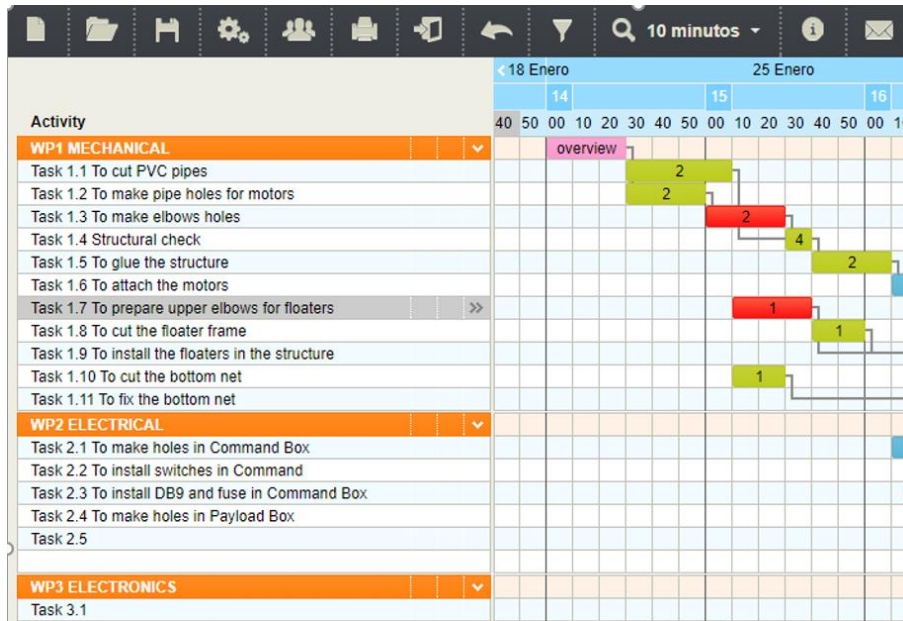 10 minutos
18 Enero 25 Enero
14 15 16
Activity 40 50 00 10 20 30 40 50 00 10 20 30 40 50 00
WP1 MECHANICAL overview
Task 1.1 To cut PVC pipes 2
Task 1.2 To make pipe holes for motors 2
Task 1.3 To make elbows holes 2
Task 1.4 Structural check 4
Task 1.5 To glue the structure 2
Task 1.6 To attach the motors
Task 1.7 To prepare upper elbows for floaters 1
Task 1.8 To cut the floater frame 1
Task 1.9 To install the floaters in the structure
Task 1.10 To cut the bottom net 1
Task 1.11 To fix the bottom net
WP2 ELECTRICAL
Task 2.1 To make holes in Command Box
Task 2.2 To install switches in Command
Task 2.3 To install DB9 and fuse in Command Box
Task 2.4 To make holes in Payload Box
Task 2.5
WP3 ELECTRONICS
Task 3.1